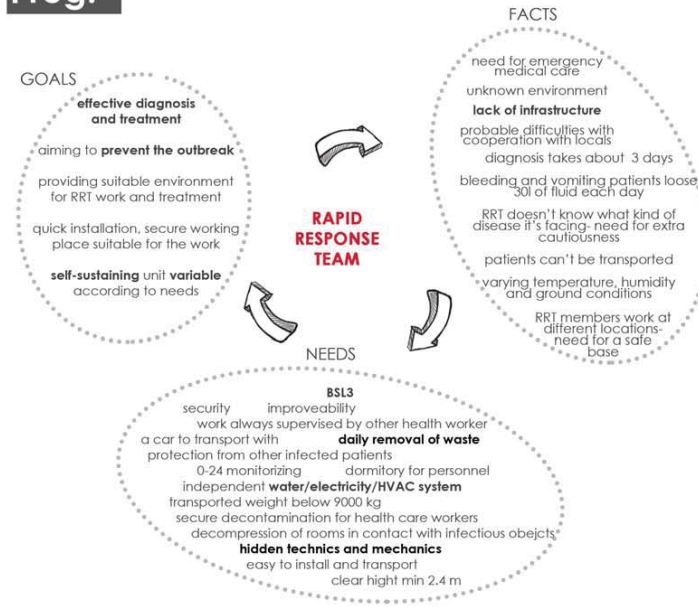 GOALS
effective diagnosis
and treatment
aiming to prevent the outbreak
providing suitable environment
for RRT work and treatment
quick installation, secure working
place suitable for the work
self-sustaining unit variable
according to needs
RAPID
RESPONSE
TEAM
FACTS
need for emergency
medical care
unknown environment
lack of infrastructure
probable difficulties with
cooperation with locals
diagnosis takes about 3 days
bleeding and vomiting patients loose
30l of fluid each day
RRT doesn't know what kind of
disease it's facing- need for extra
cautiousness
patients can't be transported
varying temperature, humidity
and ground conditions
RRT members work at
different locations-
need for a safe
base
NEEDS
BSL3
security improveability
work always supervised by other health worker
a car to transport with daily removal of waste
protection from other infected patients
0-24 monitorizing dormitory for personnel
independent water/electricity/HVAC system
transported weight below 9000 kg
secure decontamination for health care workers
decompression of rooms in contact with infectious obejcts
hidden technics and mechanics
easy to install and transport
clear hight min 2.4 m